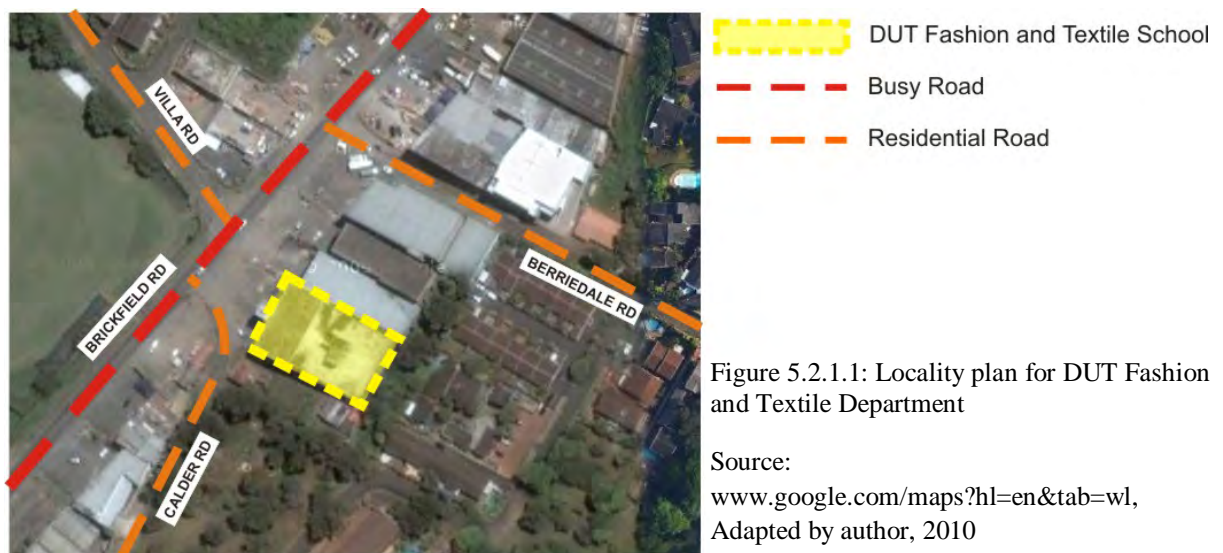 DUT Fashion and Textile School
Busy Road
Residential Road
VILLA RD
BRICKFIELD RD
BERRIEDALE RD
CALDER RD
Figure 5.2.1.1: Locality plan for DUT Fashion
and Textile Department
Source:
www.google.com/maps?hl=en&tab=wl,
Adapted by author, 2010